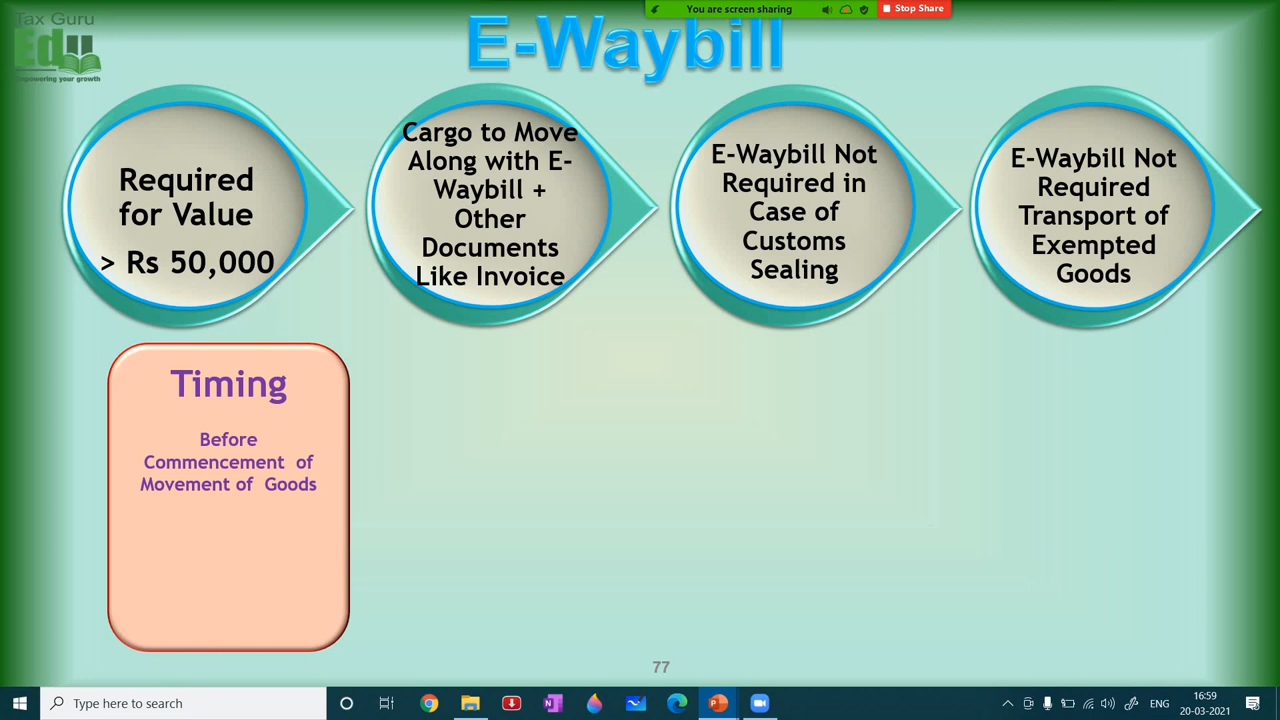 You are screen sharing
Stop Share
Tax Guru
Edu
Empowering your growth
E-Waybill
Required
for Value
> Rs 50,000
Cargo to Move
Along with E-
Waybill +
Other
Documents
Like Invoice
E-Waybill Not
Required in
Case of
Customs
Sealing
E-Waybill Not
Required
Transport of
Exempted
Goods
Timing
Before
Commencement of
Movement of Goods
77
Type here to search
ENG
16:59
20-03-2021